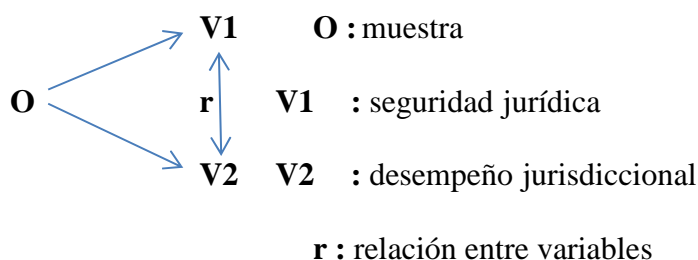 V1 O : muestra
O r V1 : seguridad jurídica
V2 V2 : desempeño jurisdiccional
r : relación entre variables